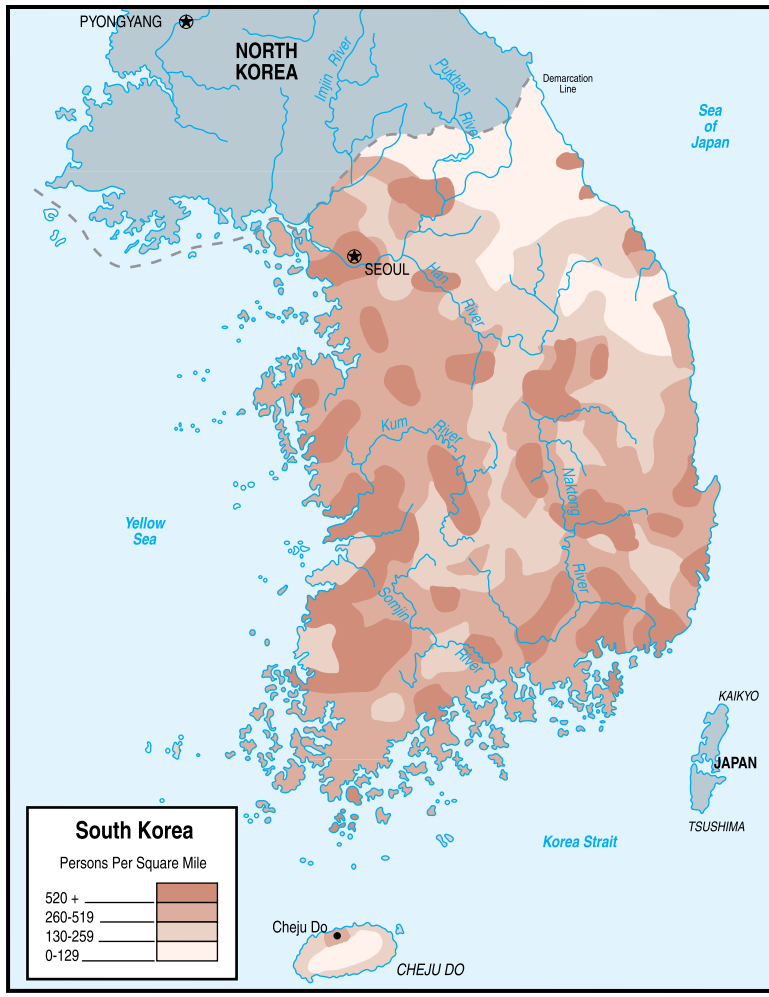 PYONGYANG
NORTH
KOREA
Imjin River
Pukhan
River
Demarcation
Line
Sea
of
Japan
SEOUL
Han
River
Kum
River
Naktong
River
Yellow
Sea
Somjin
River
KAIKYO
JAPAN
TSUSHIMA
Korea Strait
South Korea
Persons Per Square Mile
520 +
260-519
130-259
0-129
Cheju Do
CHEJU DO